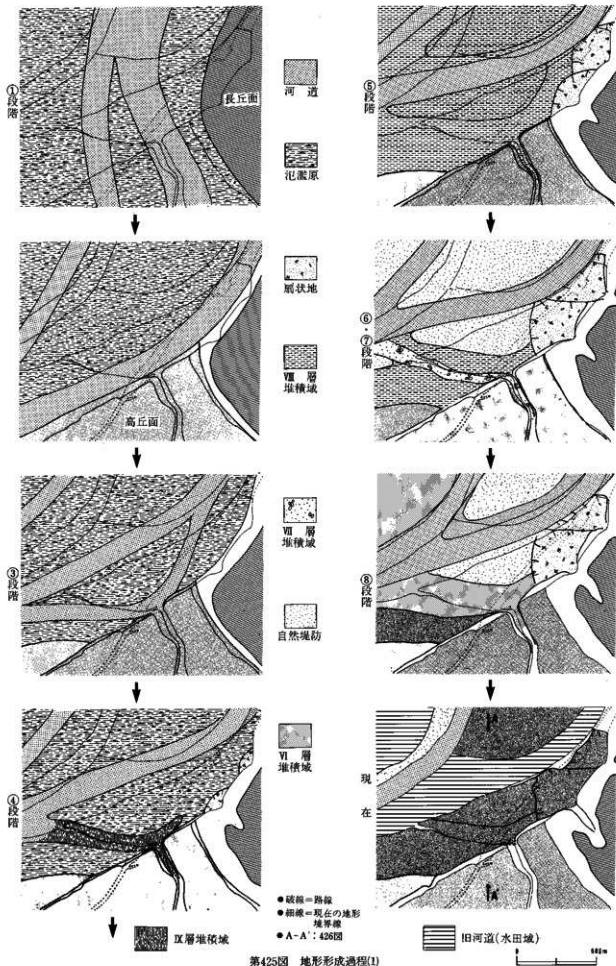 ①段階
長丘面
河道
氾濫原
扇状地
高丘面
VIII層
堆積域
③段階
VII層
堆積域
自然堤防
④段階
VI層
堆積域
IX層堆積域
●破線＝路線
●細線＝現在の地形
境界線
●A-A'：426図
⑤段階
⑥・⑦段階
⑧段階
現在
A
A'
旧河道(水田域)
0
第425図 地形形成過程(1)